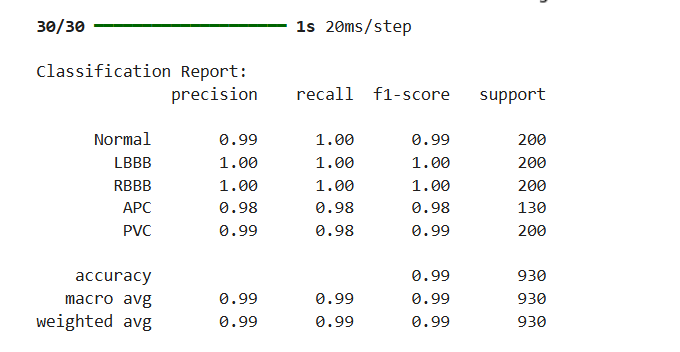 30/30 ━━━━━━━━━━━━━━━━━━━━ 1s 20ms/step
Classification Report:
precision recall f1-score support
Normal 0.99 1.00 0.99 200
LBBB 1.00 1.00 1.00 200
RBBB 1.00 1.00 1.00 200
APC 0.98 0.98 0.98 130
PVC 0.99 0.98 0.99 200
accuracy 0.99 930
macro avg 0.99 0.99 0.99 930
weighted avg 0.99 0.99 0.99 930